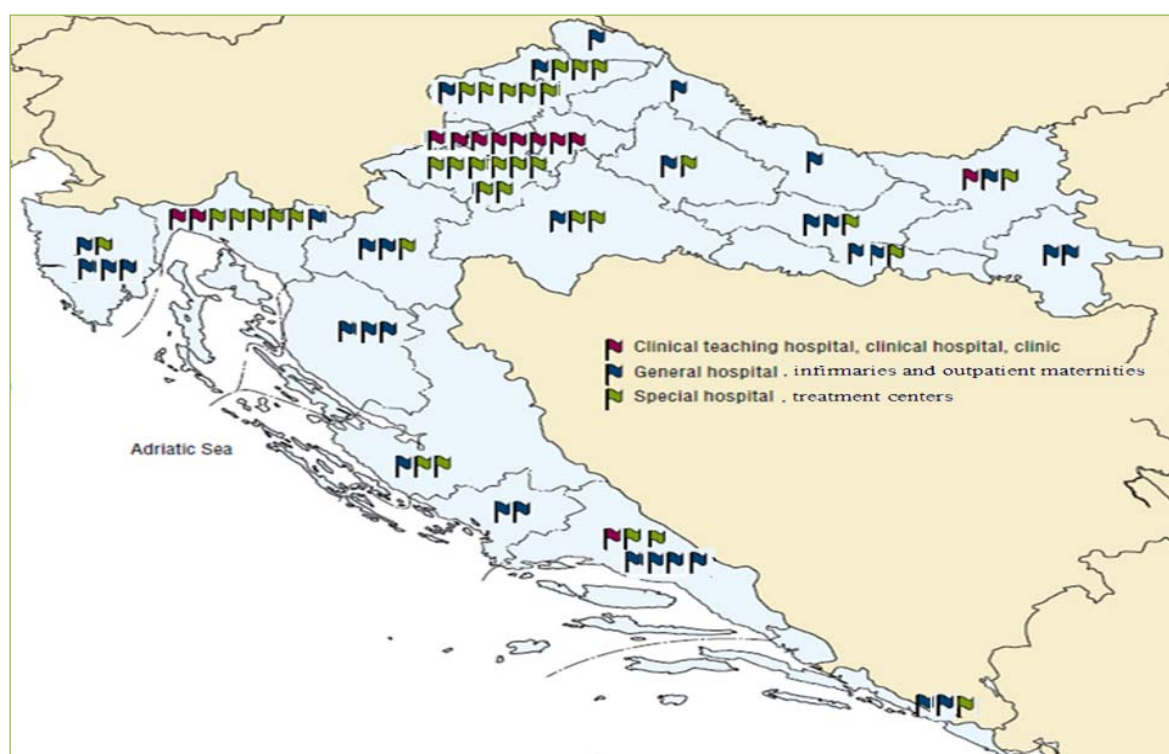 Clinical teaching hospital, clinical hospital, clinic
General hospital . infirmaries and outpatient maternities
Special hospital . treatment centers
Adriatic Sea